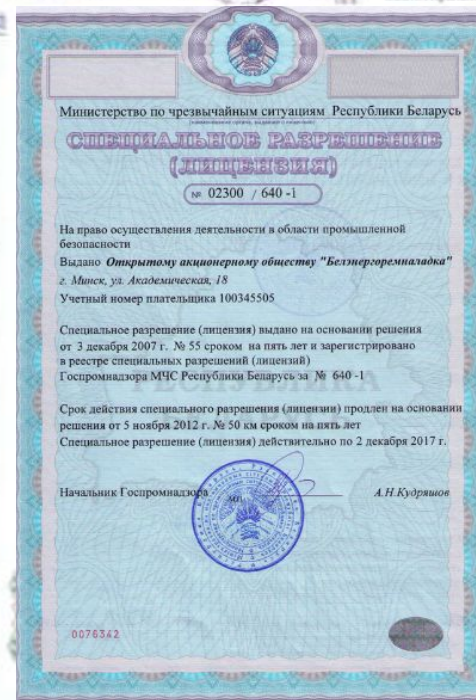 Министерство по чрезвычайным ситуациям Республики Беларусь
СПЕЦИАЛЬНОЕ РАЗРЕШЕНИЕ
(ЛИЦЕНЗИЯ)
№ 02300 / 640 -1
На право осуществления деятельности в области промышленной
безопасности
Выдано Открытому акционерному обществу "Белэнергоремналадка"
г. Минск, ул. Академическая, 18
Учетный номер плательщика 100345505
Специальное разрешение (лицензия) выдано на основании решения
от 3 декабря 2007 г. № 55 сроком на пять лет и зарегистрировано
в реестре специальных разрешений (лицензий)
Госпромнадзора МЧС Республики Беларусь за № 640 -1
Срок действия специального разрешения (лицензии) продлен на основании
решения от 5 ноября 2012 г. № 50 км сроком на пять лет
Специальное разрешение (лицензия) действительно по 2 декабря 2017 г.
Начальник Госпромнадзора МП А.Н.Кудряшов
0076342